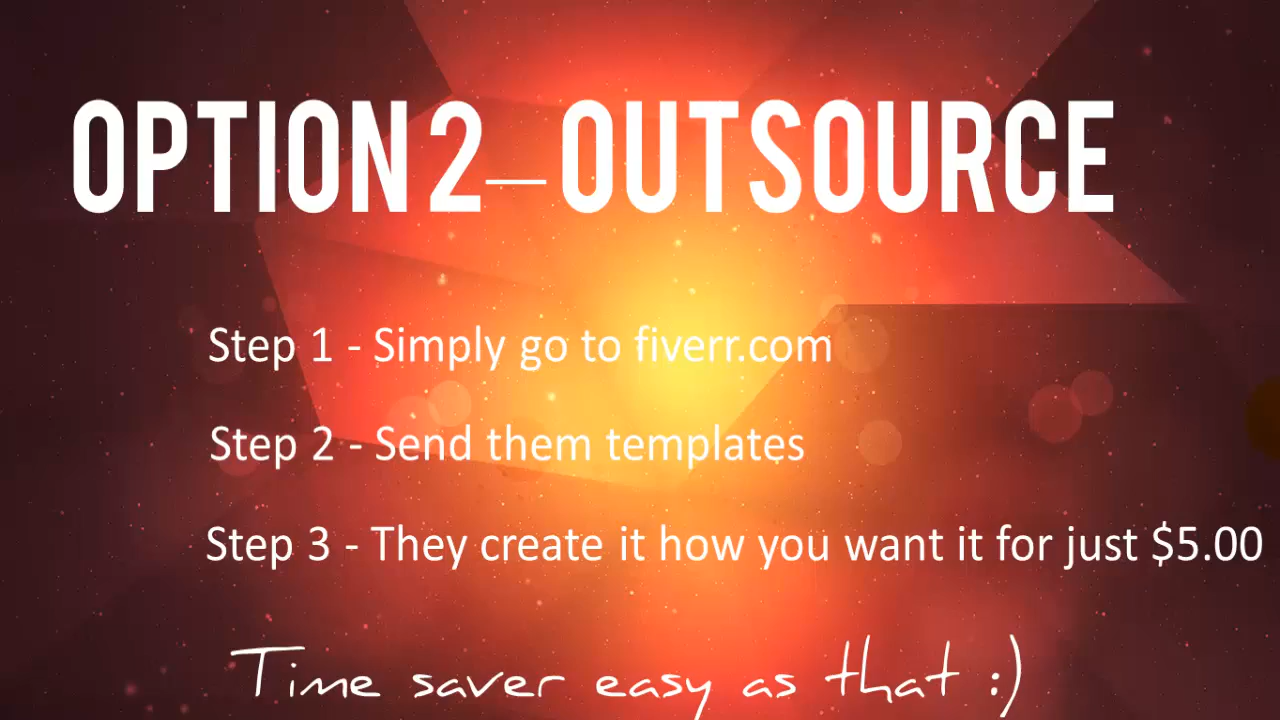 OPTION 2 – OUTSOURCE
Step 1 - Simply go to fiverr.com
Step 2 - Send them templates
Step 3 - They create it how you want it for just $5.00
Time saver easy as that :)